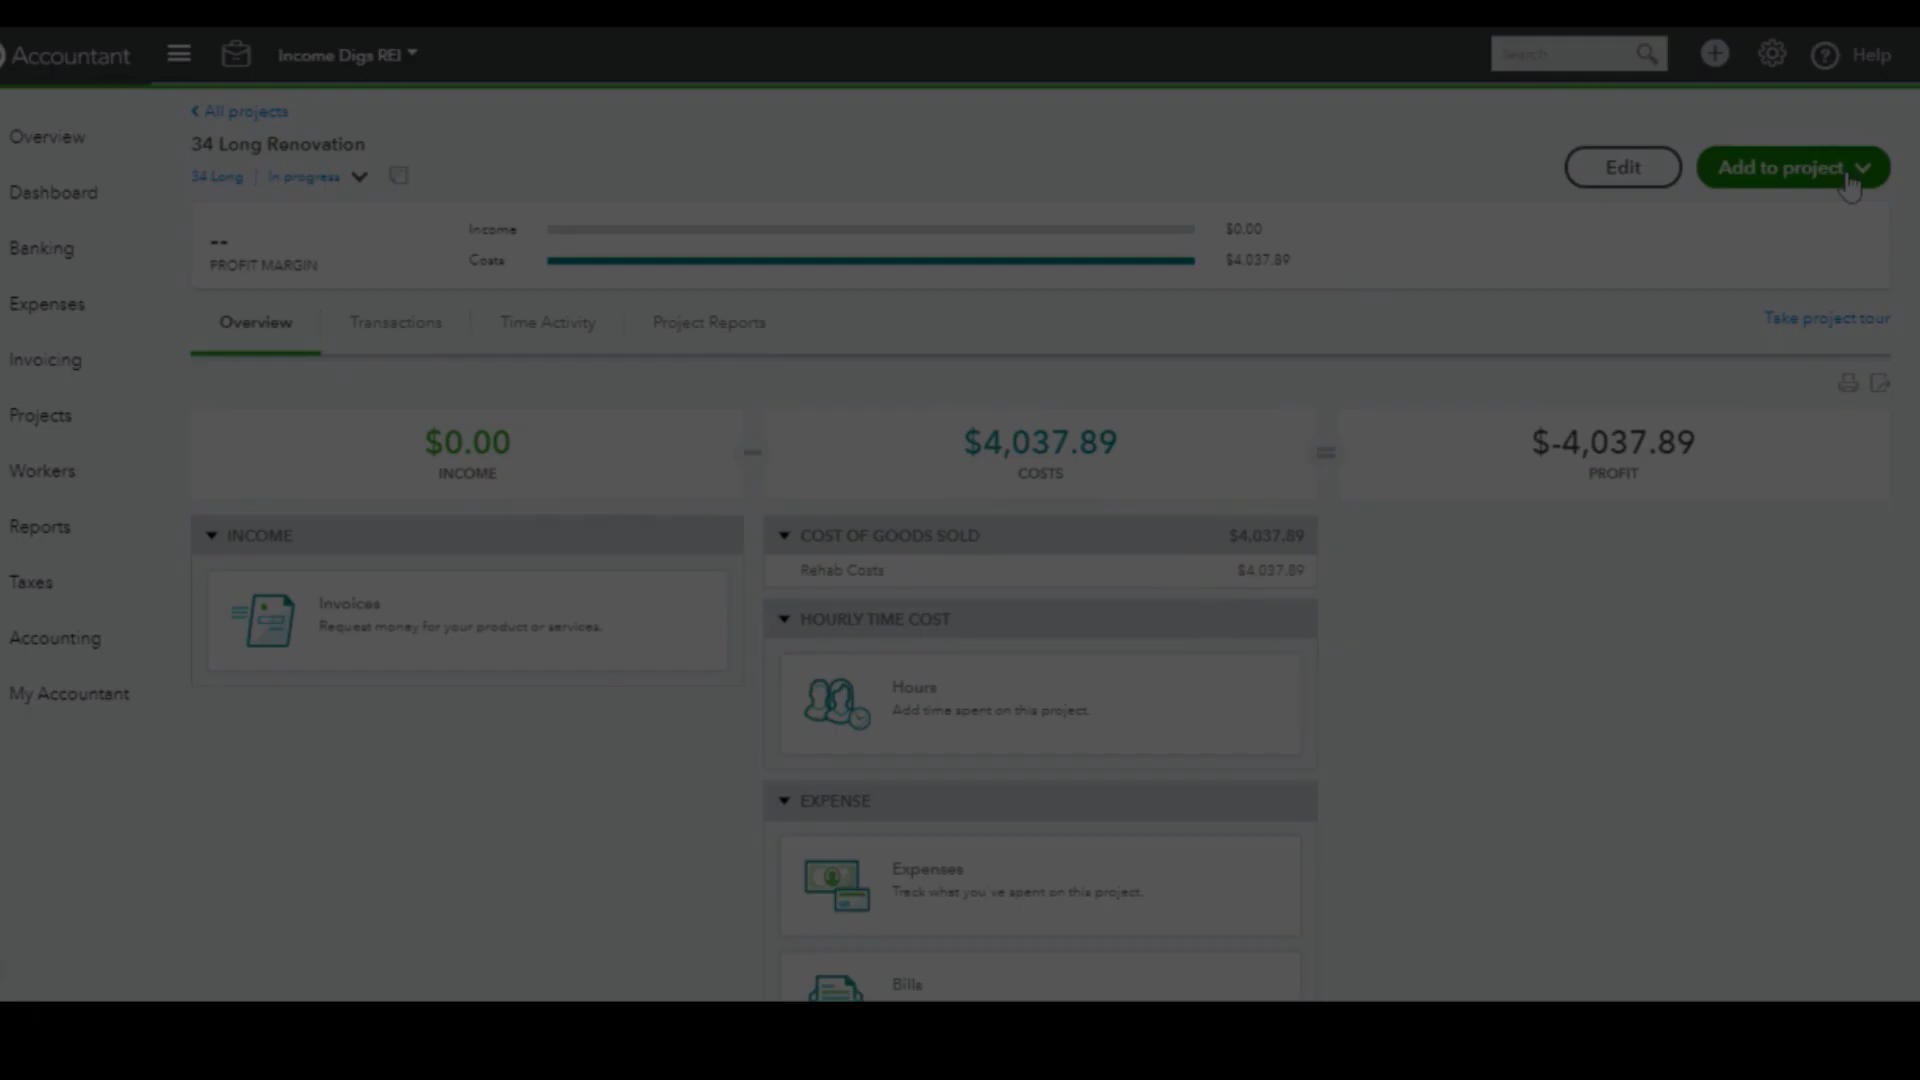 Accountant
Income Digs REI
Search
Help
Overview
Dashboard
Banking
Expenses
Invoicing
Projects
Workers
Reports
Taxes
Accounting
My Accountant
All projects
34 Long Renovation
34 Long | In progress
Edit
Add to project
--
PROFIT MARGIN
Income $0.00
Costs $4,037.89
Overview Transactions Time Activity Project Reports
Take project tour
$0.00
INCOME
$4,037.89
COSTS
$-4,037.89
PROFIT
INCOME
Invoices
Request money for your product or services.
COST OF GOODS SOLD $4,037.89
Rehab Costs $4,037.89
HOURLY TIME COST
Hours
Add time spent on this project.
EXPENSE
Expenses
Track what you've spent on this project.
Bills